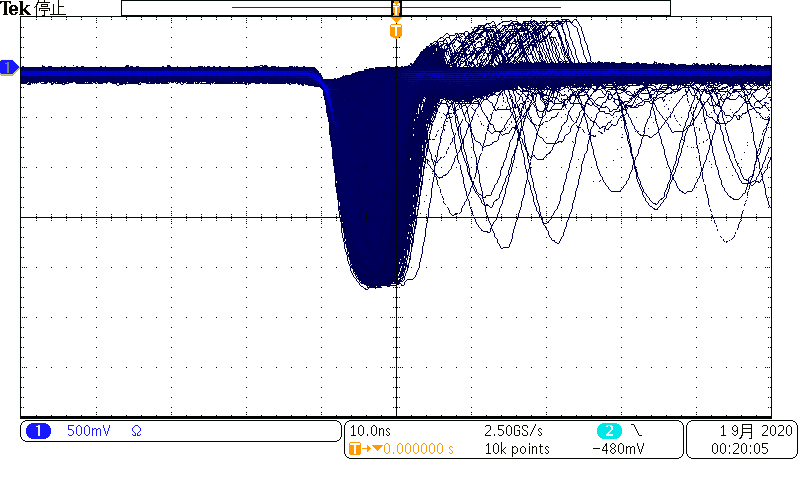 Tek 停止
T
T
1
1 500mV Ω
10.0ns 2.50GS/s 2
T→▼0.000000 s 10k points −480mV
1 9月 2020
00:20:05